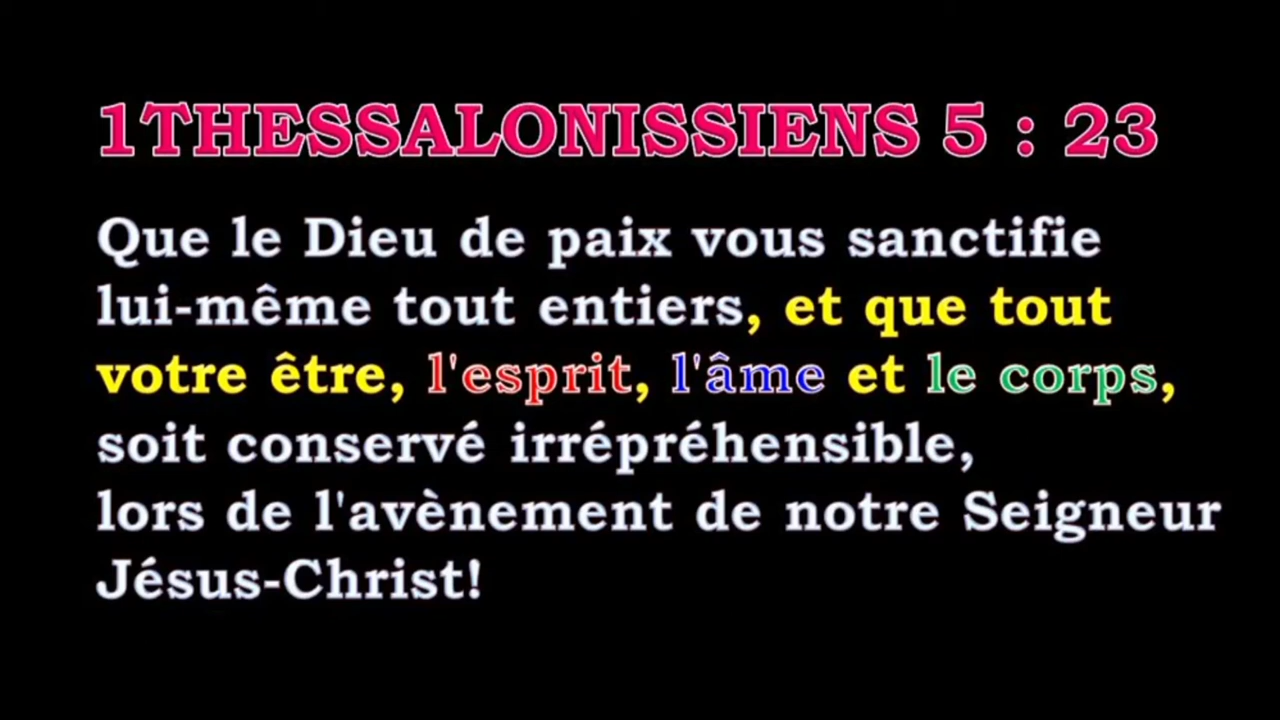 1THESSALONISSIENS 5 : 23
Que le Dieu de paix vous sanctifie
lui-même tout entiers, et que tout
votre être, l'esprit, l'âme et le corps,
soit conservé irrépréhensible,
lors de l'avènement de notre Seigneur
Jésus-Christ!